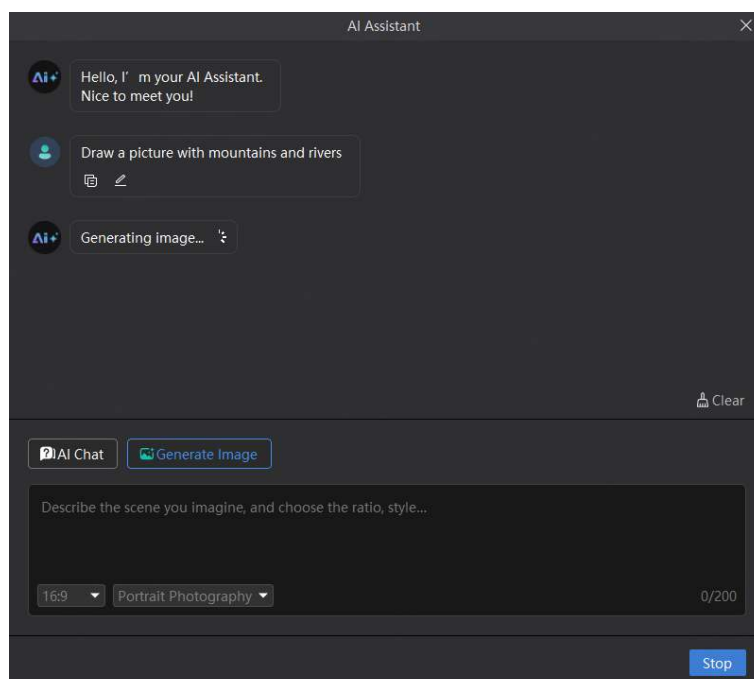 AI Assistant
Ai+
Hello, I’ m your AI Assistant.
Nice to meet you!
Draw a picture with mountains and rivers
Ai+
Generating image...
Clear
AI Chat
Generate Image
Describe the scene you imagine, and choose the ratio, style...
16:9
Portrait Photography
0/200
Stop